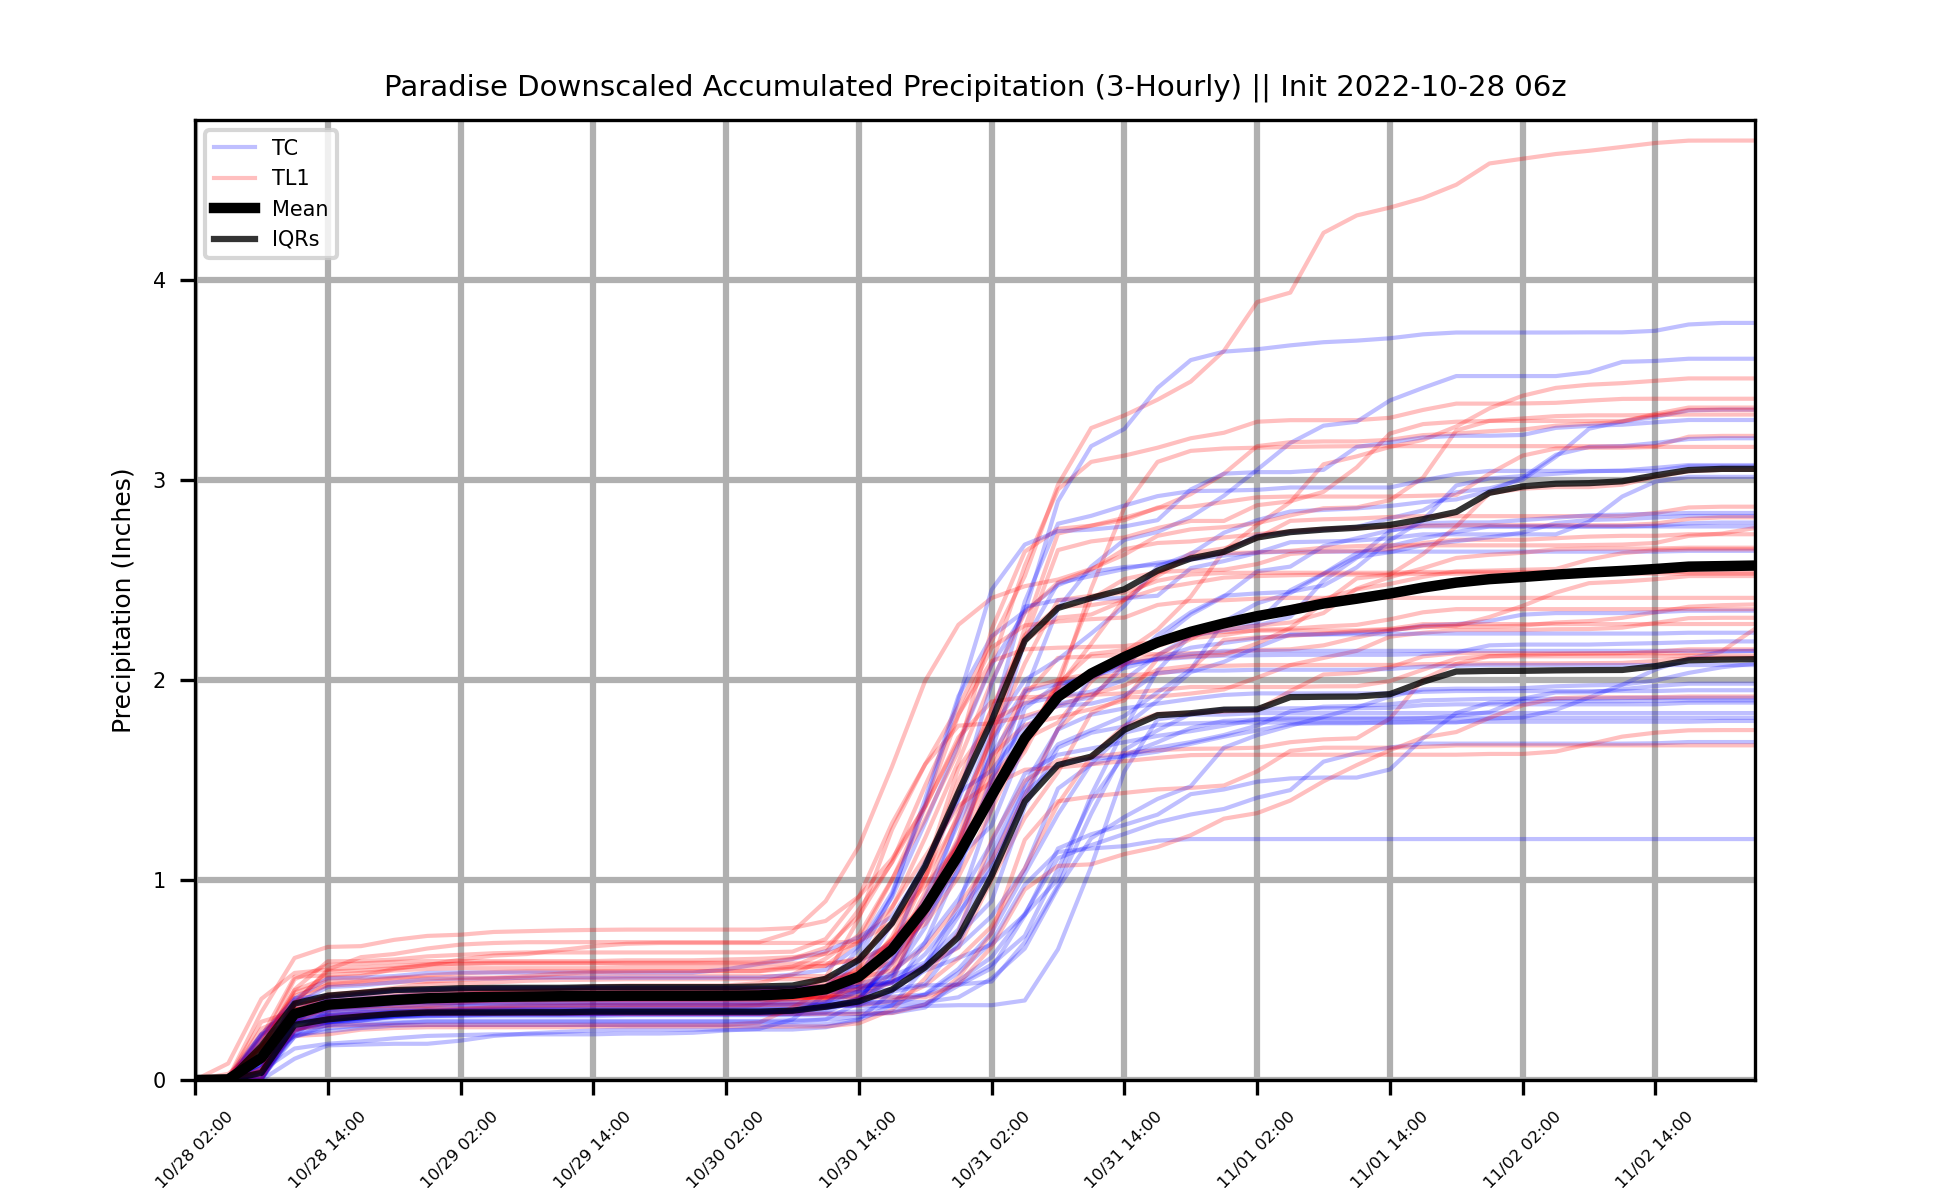 Paradise Downscaled Accumulated Precipitation (3-Hourly) || Init 2022-10-28 06z
TC
TL1
Mean
IQRs
Precipitation (Inches)
4
3
2
1
0
10/28 02:00
10/28 14:00
10/29 02:00
10/29 14:00
10/30 02:00
10/30 14:00
10/31 02:00
10/31 14:00
11/01 02:00
11/01 14:00
11/02 02:00
11/02 14:00